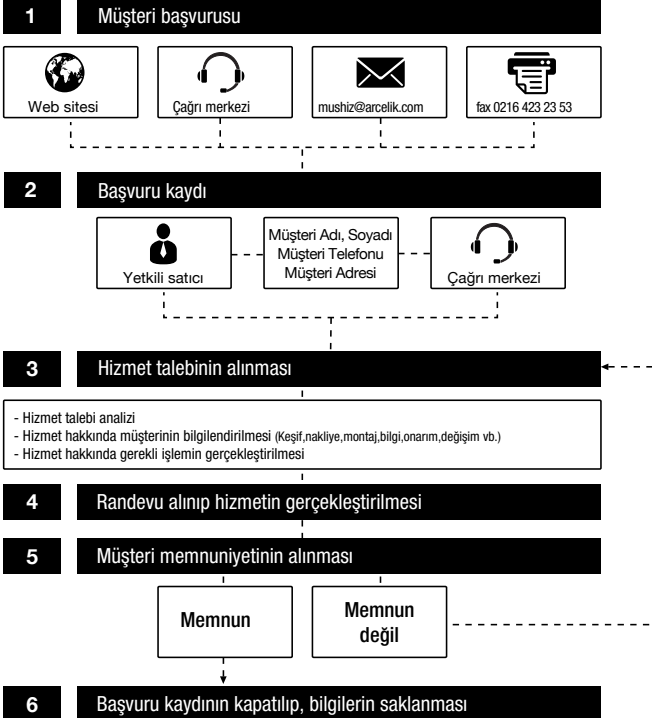 1 Müşteri başvurusu
Web sitesi
Çağrı merkezi
mushiz@arcelik.com
fax 0216 423 23 53
2 Başvuru kaydı
Yetkili satıcı
Müşteri Adı, Soyadı
Müşteri Telefonu
Müşteri Adresi
Çağrı merkezi
3 Hizmet talebinin alınması
- Hizmet talebi analizi
- Hizmet hakkında müşterinin bilgilendirilmesi (Keşif,nakliye,montaj,bilgi,onarım,değişim vb.)
- Hizmet hakkında gerekli işlemin gerçekleştirilmesi
4 Randevu alınıp hizmetin gerçekleştirilmesi
5 Müşteri memnuniyetinin alınması
Memnun
Memnun
değil
6 Başvuru kaydının kapatılıp, bilgilerin saklanması